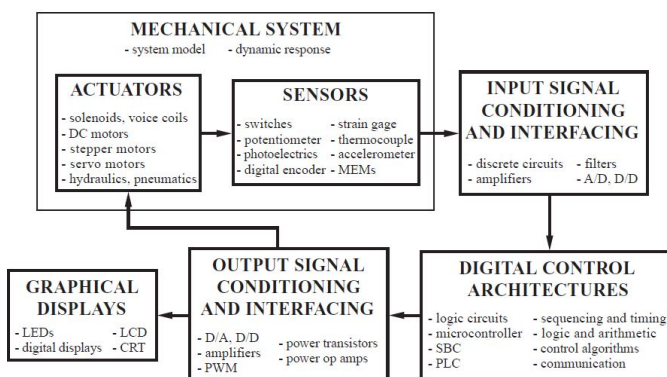 MECHANICAL SYSTEM
- system model - dynamic response
ACTUATORS
- solenoids, voice coils
- DC motors
- stepper motors
- servo motors
- hydraulics, pneumatics
SENSORS
- switches - strain gage
- potentiometer - thermocouple
- photoelectrics - accelerometer
- digital encoder - MEMs
INPUT SIGNAL
CONDITIONING
AND INTERFACING
- discrete circuits - filters
- amplifiers - A/D, D/D
GRAPHICAL
DISPLAYS
- LEDs - LCD
- digital displays - CRT
OUTPUT SIGNAL
CONDITIONING
AND INTERFACING
- D/A, D/D - power transistors
- amplifiers - power op amps
- PWM
DIGITAL CONTROL
ARCHITECTURES
- logic circuits - sequencing and timing
- microcontroller - logic and arithmetic
- SBC - control algorithms
- PLC - communication